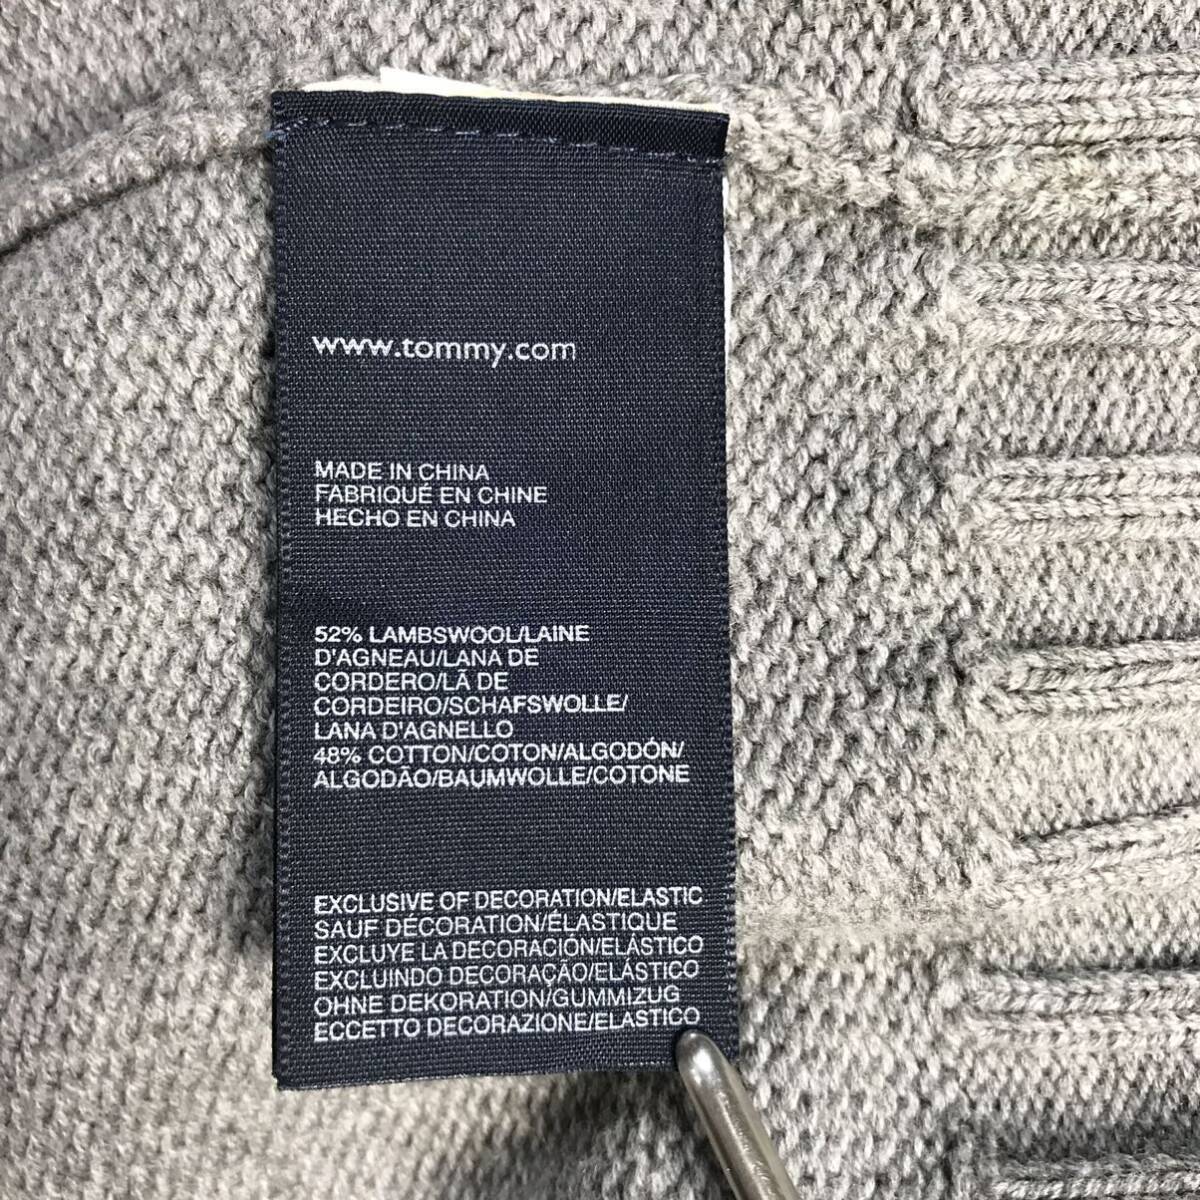 www.tommy.com
MADE IN CHINA
FABRIQUÉ EN CHINE
HECHO EN CHINA
52% LAMBSWOOL/LAINE
D'AGNEAU/LANA DE
CORDERO/LÃ DE
CORDEIRO/SCHAFSWOLLE/
LANA D'AGNELLO
48% COTTON/COTON/ALGODÓN/
ALGODÃO/BAUMWOLLE/COTONE
EXCLUSIVE OF DECORATION/ELASTIC
SAUF DÉCORATION/ÉLASTIQUE
EXCLUYE LA DECORACIÓN/ELÁSTICO
EXCLUINDO DECORAÇÃO/ELÁSTICO
OHNE DEKORATION/GUMMIZUG
ECCETTO DECORAZIONE/ELASTICO